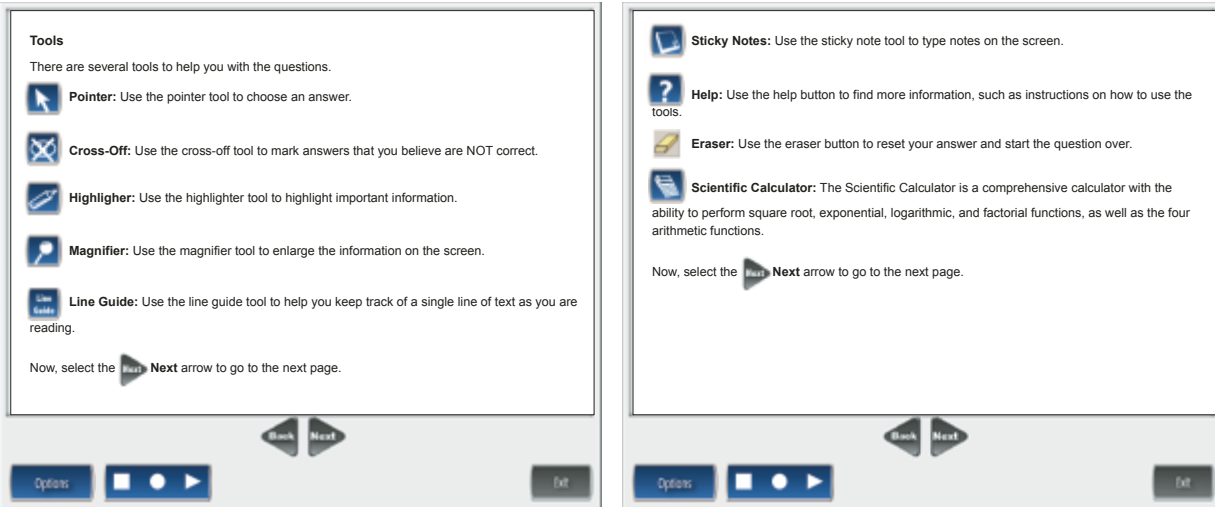 Tools
There are several tools to help you with the questions.
Pointer: Use the pointer tool to choose an answer.
Cross-Off: Use the cross-off tool to mark answers that you believe are NOT correct.
Highligher: Use the highlighter tool to highlight important information.
Magnifier: Use the magnifier tool to enlarge the information on the screen.
Line
Guide
Line Guide: Use the line guide tool to help you keep track of a single line of text as you are
reading.
Now, select the Next Next arrow to go to the next page.
Back Next
Options
Exit
Sticky Notes: Use the sticky note tool to type notes on the screen.
? Help: Use the help button to find more information, such as instructions on how to use the
tools.
Eraser: Use the eraser button to reset your answer and start the question over.
Scientific Calculator: The Scientific Calculator is a comprehensive calculator with the
ability to perform square root, exponential, logarithmic, and factorial functions, as well as the four
arithmetic functions.
Now, select the Next Next arrow to go to the next page.
Back Next
Options
Exit